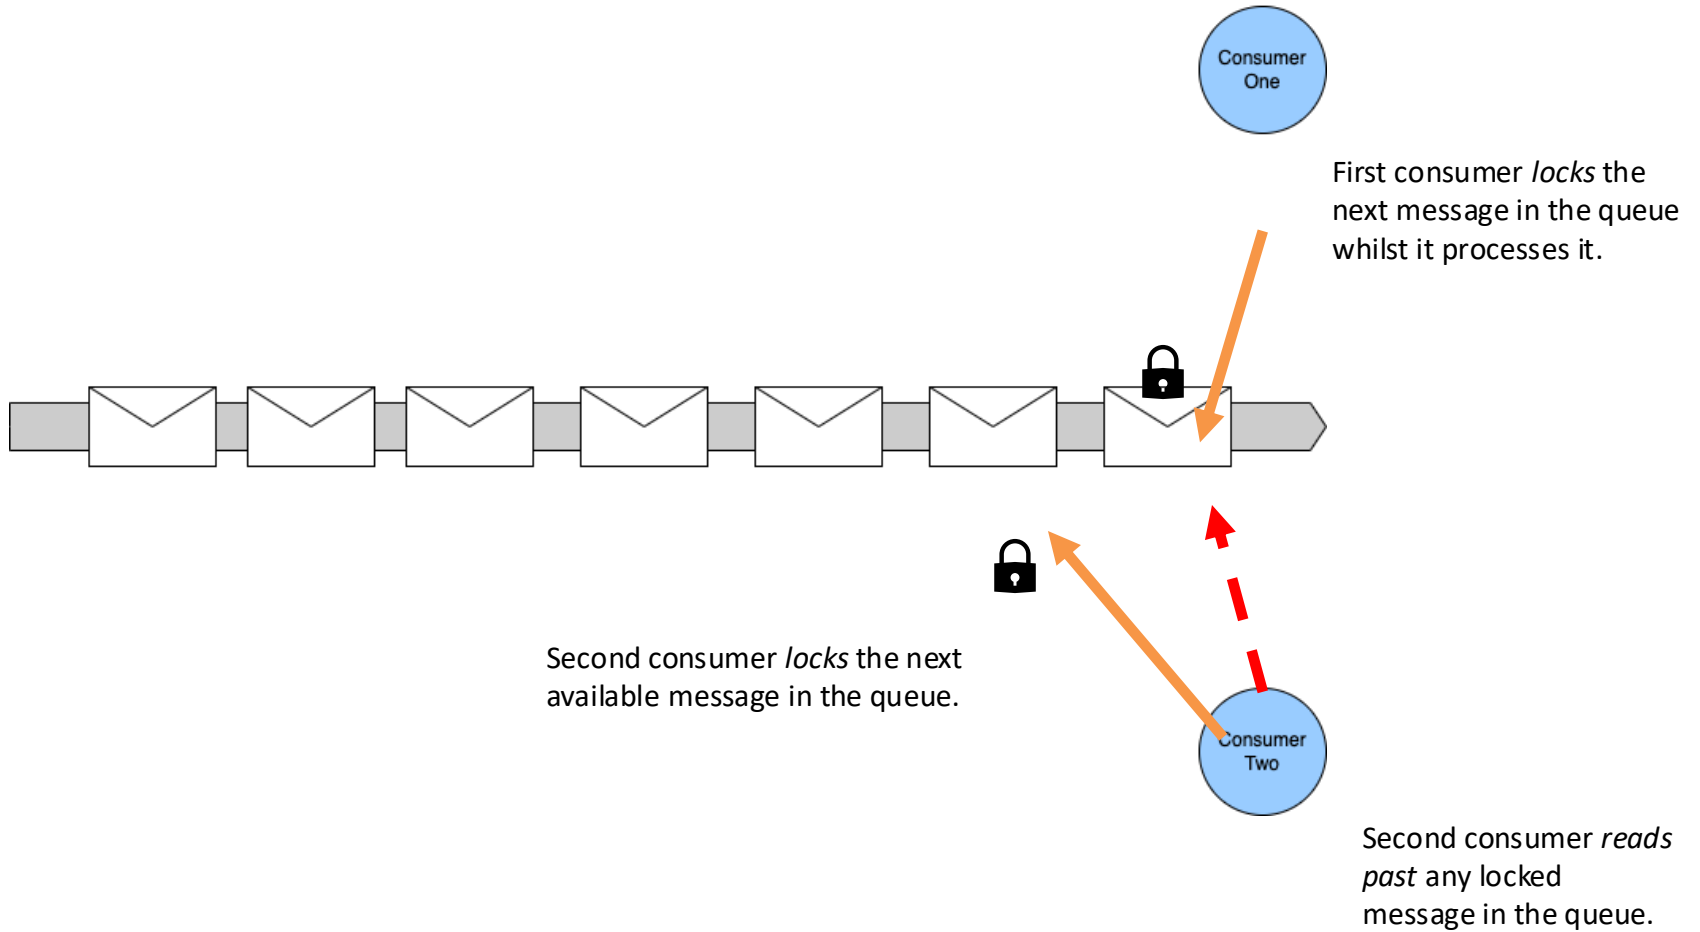 Consumer
One
First consumer locks the
next message in the queue
whilst it processes it.
Second consumer locks the next
available message in the queue.
Consumer
Two
Second consumer reads
past any locked
message in the queue.